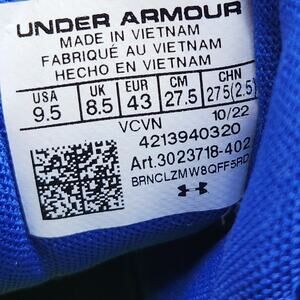 UNDER ARMOUR
MADE IN VIETNAM
FABRIQUÉ AU VIETNAM
HECHO EN VIETNAM
USA UK EUR CM CHN
9.5 8.5 43 27.5 275(2.5)
VCVN 10/22
4213940320
Art.3023718-402
BRNCLZMW8QFF5RD